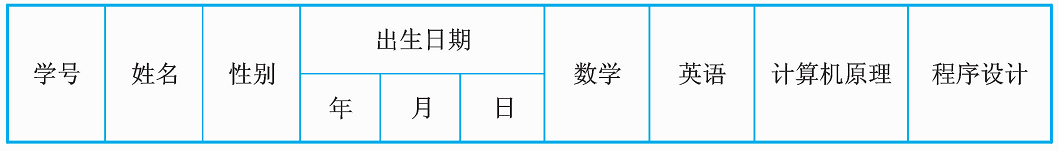 学号 姓名 性别 出生日期 数学 英语 计算机原理 程序设计
年 月 日